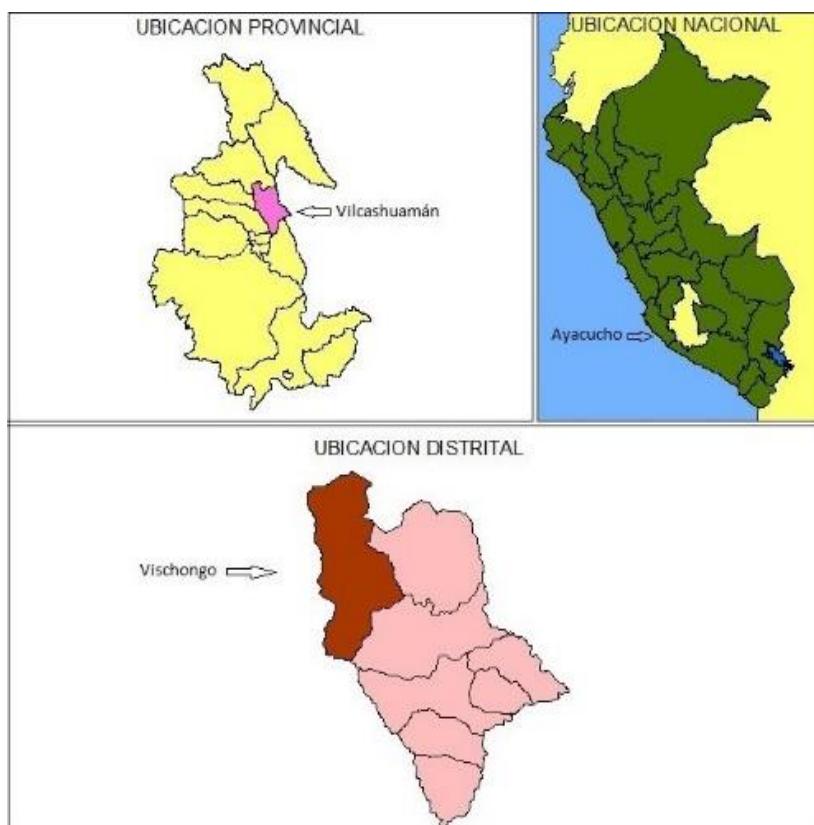 UBICACION PROVINCIAL
Vilcashuamán
UBICACION NACIONAL
Ayacucho
UBICACION DISTRITAL
Vischongo